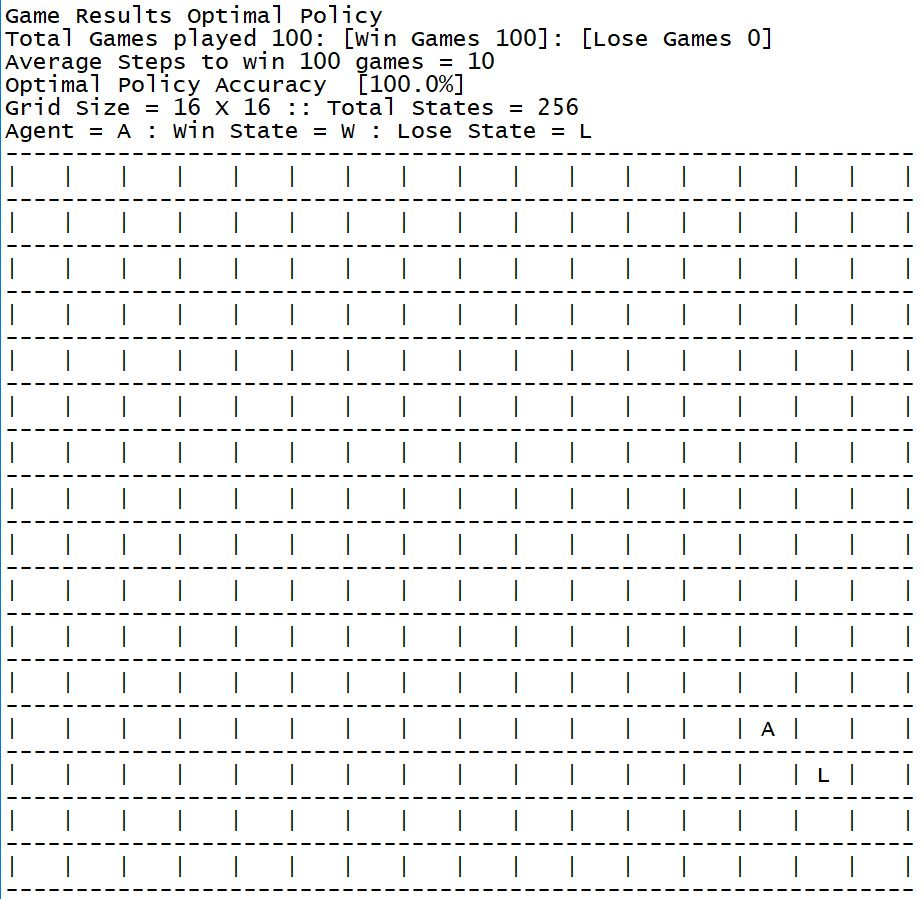 Game Results Optimal Policy
Total Games played 100: [Win Games 100]: [Lose Games 0]
Average Steps to win 100 games = 10
Optimal Policy Accuracy  [100.0%]
Grid Size = 16 X 16 :: Total States = 256
Agent = A : Win State = W : Lose State = L
-----------------------------------------------------------------
|   |   |   |   |   |   |   |   |   |   |   |   |   |   |   |   |
-----------------------------------------------------------------
|   |   |   |   |   |   |   |   |   |   |   |   |   |   |   |   |
-----------------------------------------------------------------
|   |   |   |   |   |   |   |   |   |   |   |   |   |   |   |   |
-----------------------------------------------------------------
|   |   |   |   |   |   |   |   |   |   |   |   |   |   |   |   |
-----------------------------------------------------------------
|   |   |   |   |   |   |   |   |   |   |   |   |   |   |   |   |
-----------------------------------------------------------------
|   |   |   |   |   |   |   |   |   |   |   |   |   |   |   |   |
-----------------------------------------------------------------
|   |   |   |   |   |   |   |   |   |   |   |   |   |   |   |   |
-----------------------------------------------------------------
|   |   |   |   |   |   |   |   |   |   |   |   |   |   |   |   |
-----------------------------------------------------------------
|   |   |   |   |   |   |   |   |   |   |   |   |   |   |   |   |
-----------------------------------------------------------------
|   |   |   |   |   |   |   |   |   |   |   |   |   |   |   |   |
-----------------------------------------------------------------
|   |   |   |   |   |   |   |   |   |   |   |   |   |   |   |   |
-----------------------------------------------------------------
|   |   |   |   |   |   |   |   |   |   |   |   |   |   |   |   |
-----------------------------------------------------------------
|   |   |   |   |   |   |   |   |   |   |   |   |   | A |   |   |
-----------------------------------------------------------------
|   |   |   |   |   |   |   |   |   |   |   |   |   |   | L |   |
-----------------------------------------------------------------
|   |   |   |   |   |   |   |   |   |   |   |   |   |   |   |   |
-----------------------------------------------------------------
|   |   |   |   |   |   |   |   |   |   |   |   |   |   |   |   |
-----------------------------------------------------------------